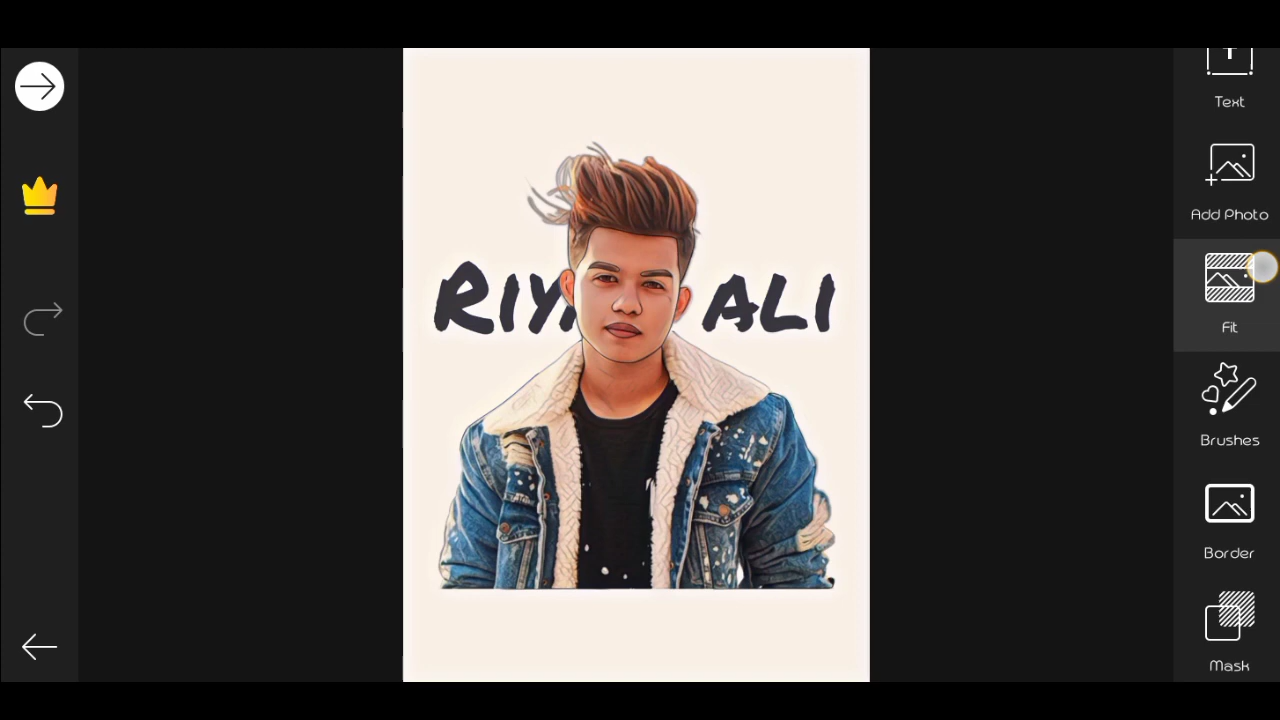 Text
Add Photo
RIY ALI
Fit
Brushes
Border
Mask